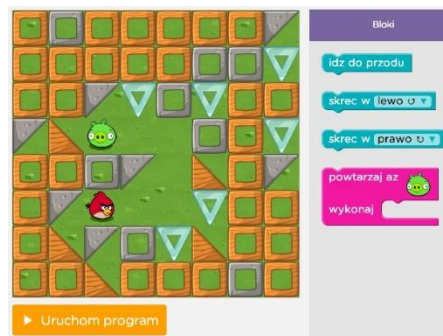 Bloki
idz do przodu
skrec w lewo ↺ ▼
skrec w prawo ↻ ▼
powtarzaj az
wykonaj
Uruchom program